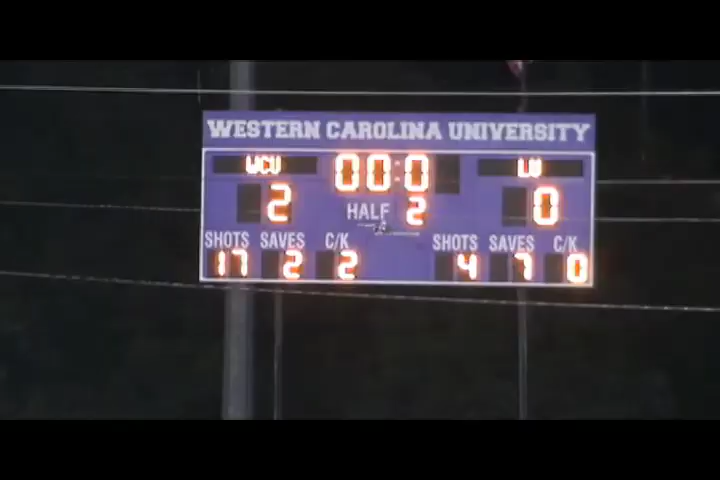 WESTERN CAROLINA UNIVERSITY
WCU 00:0 LU
2 HALF 2 0
SHOTS SAVES C/K SHOTS SAVES C/K
17 2 2 4 7 0